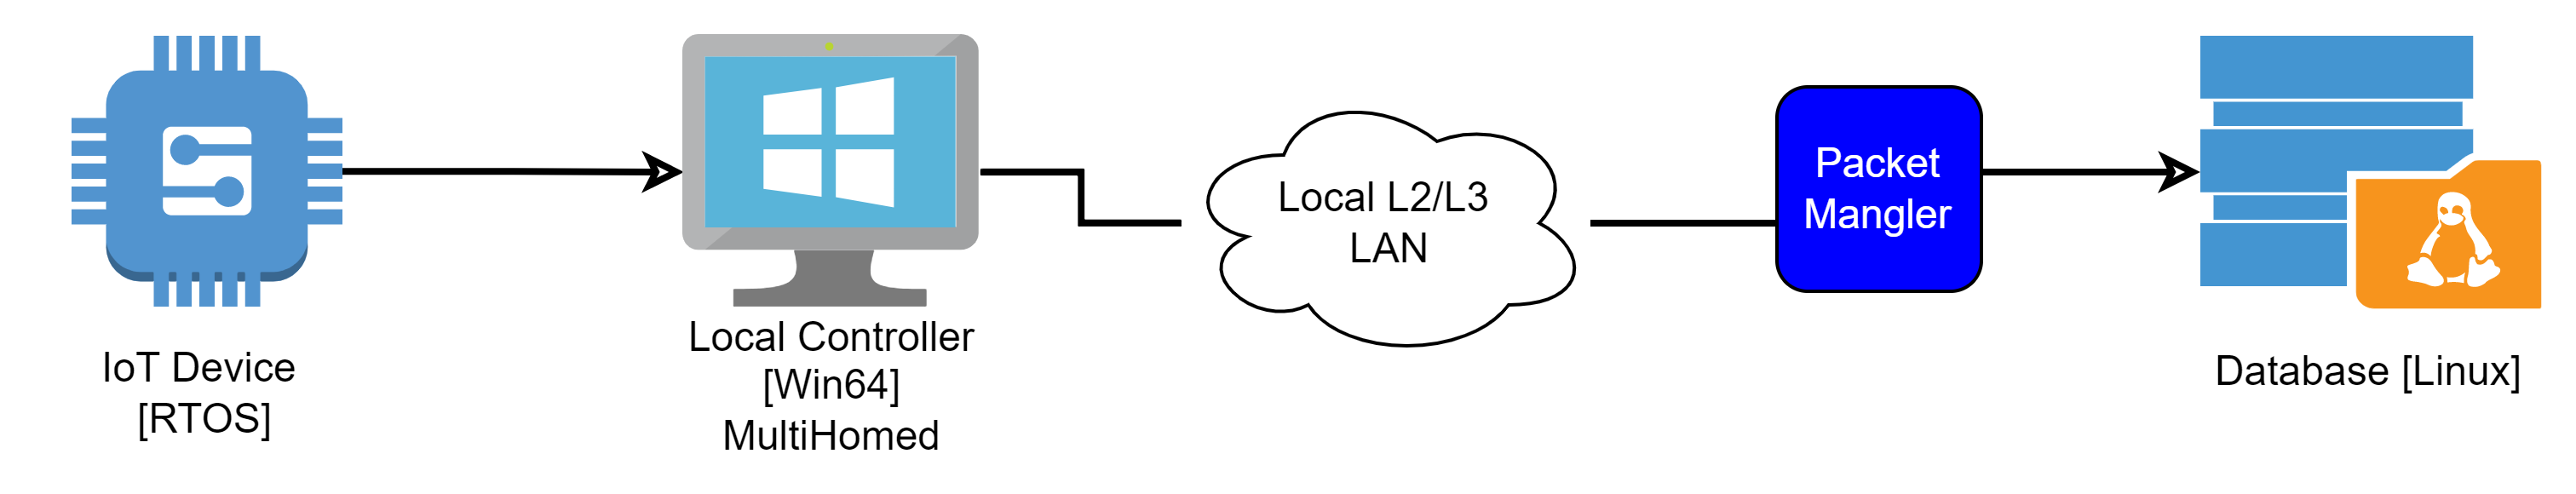 IoT Device
[RTOS]
Local Controller
[Win64]
MultiHomed
Local L2/L3
LAN
Packet
Mangler
Database [Linux]